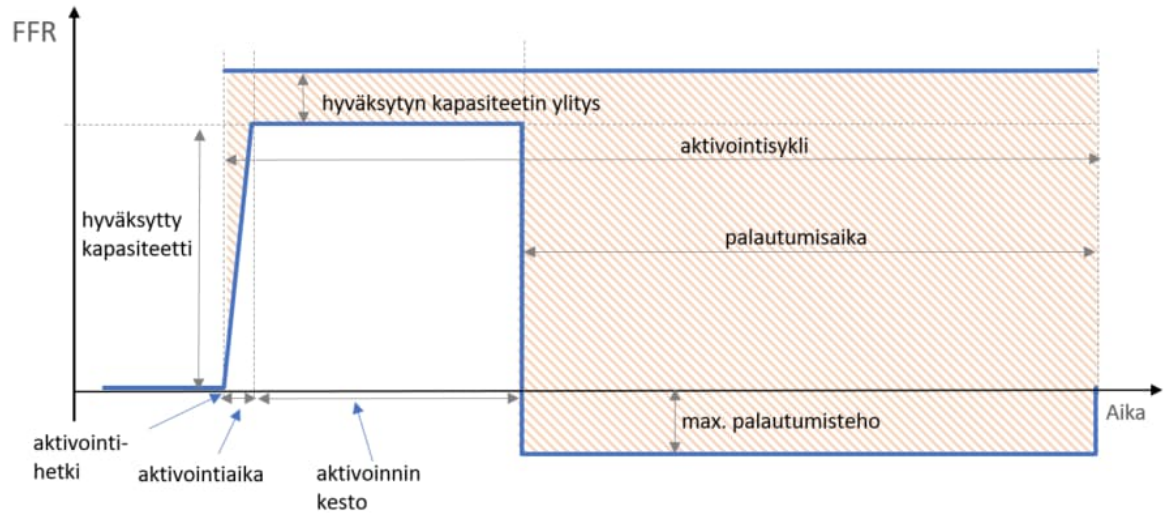 FFR
hyväksytyn kapasiteetin ylitys
aktivointisykli
hyväksytty
kapasiteetti
palautumisaika
max. palautumisteho
Aika
aktivointi-
hetki
aktivointiaika
aktivoinnin
kesto